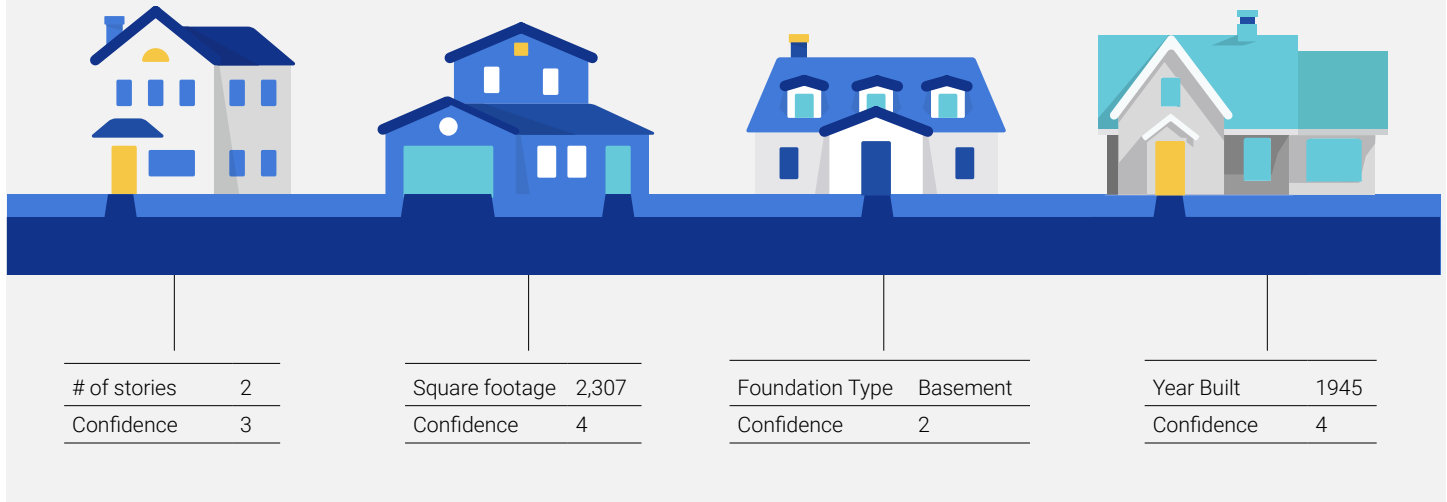 # of stories 2
Confidence 3
Square footage 2,307
Confidence 4
Foundation Type Basement
Confidence 2
Year Built 1945
Confidence 4